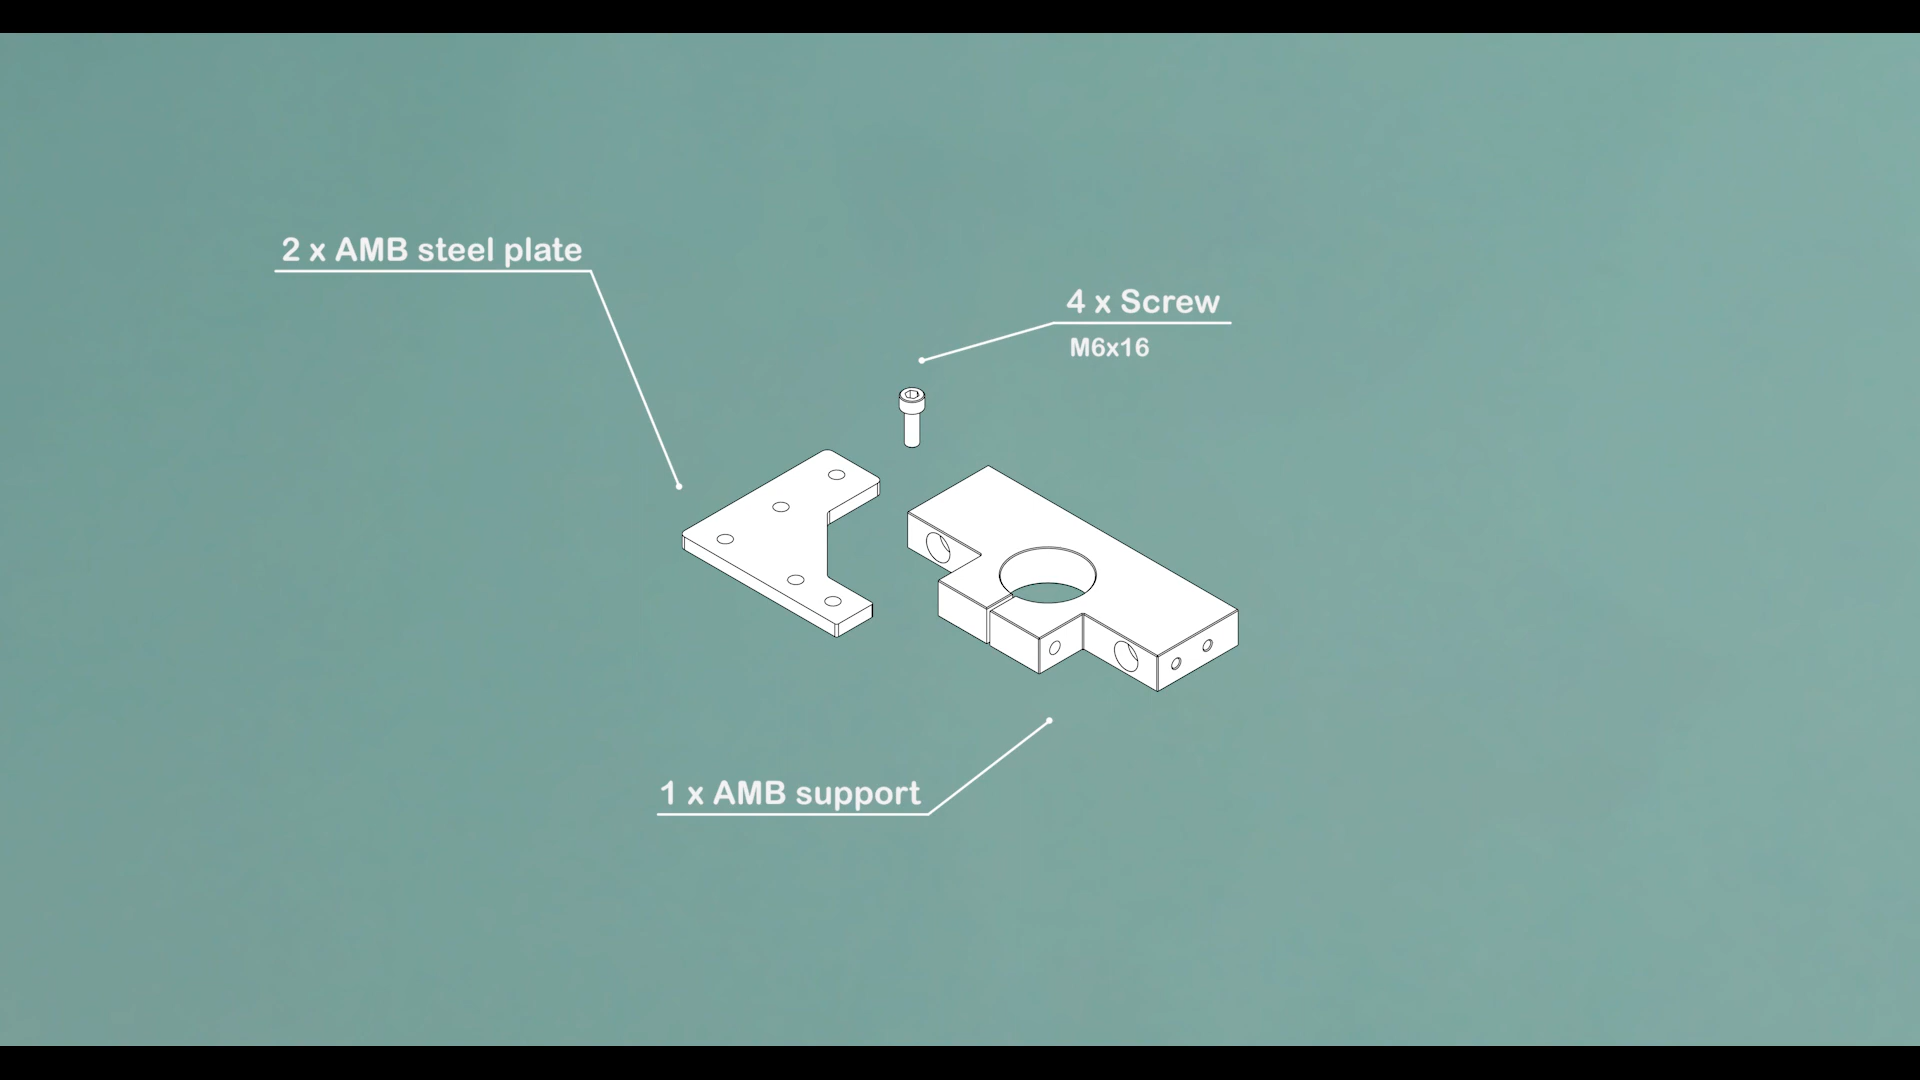 2 x AMB steel plate
4 x Screw
M6x16
1 x AMB support